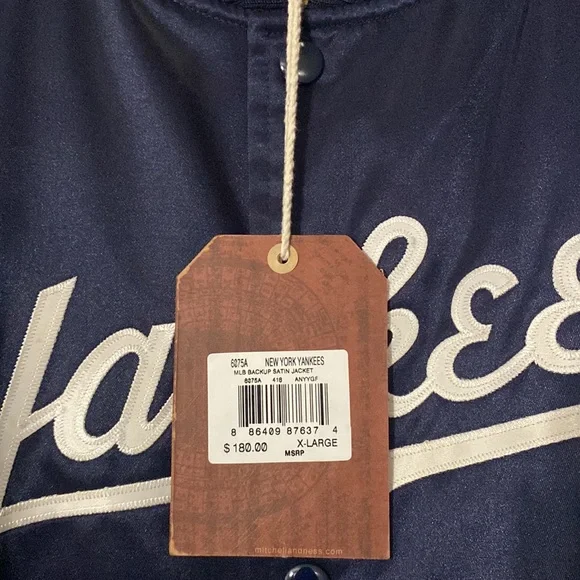 Yankees
6075A NEW YORK YANKEES
MLB BACKUP SATIN JACKET
6075A 418 ANYYGF
8 86409 87637 4
$ 180.00 X-LARGE
MSRP
mitchellandness.com